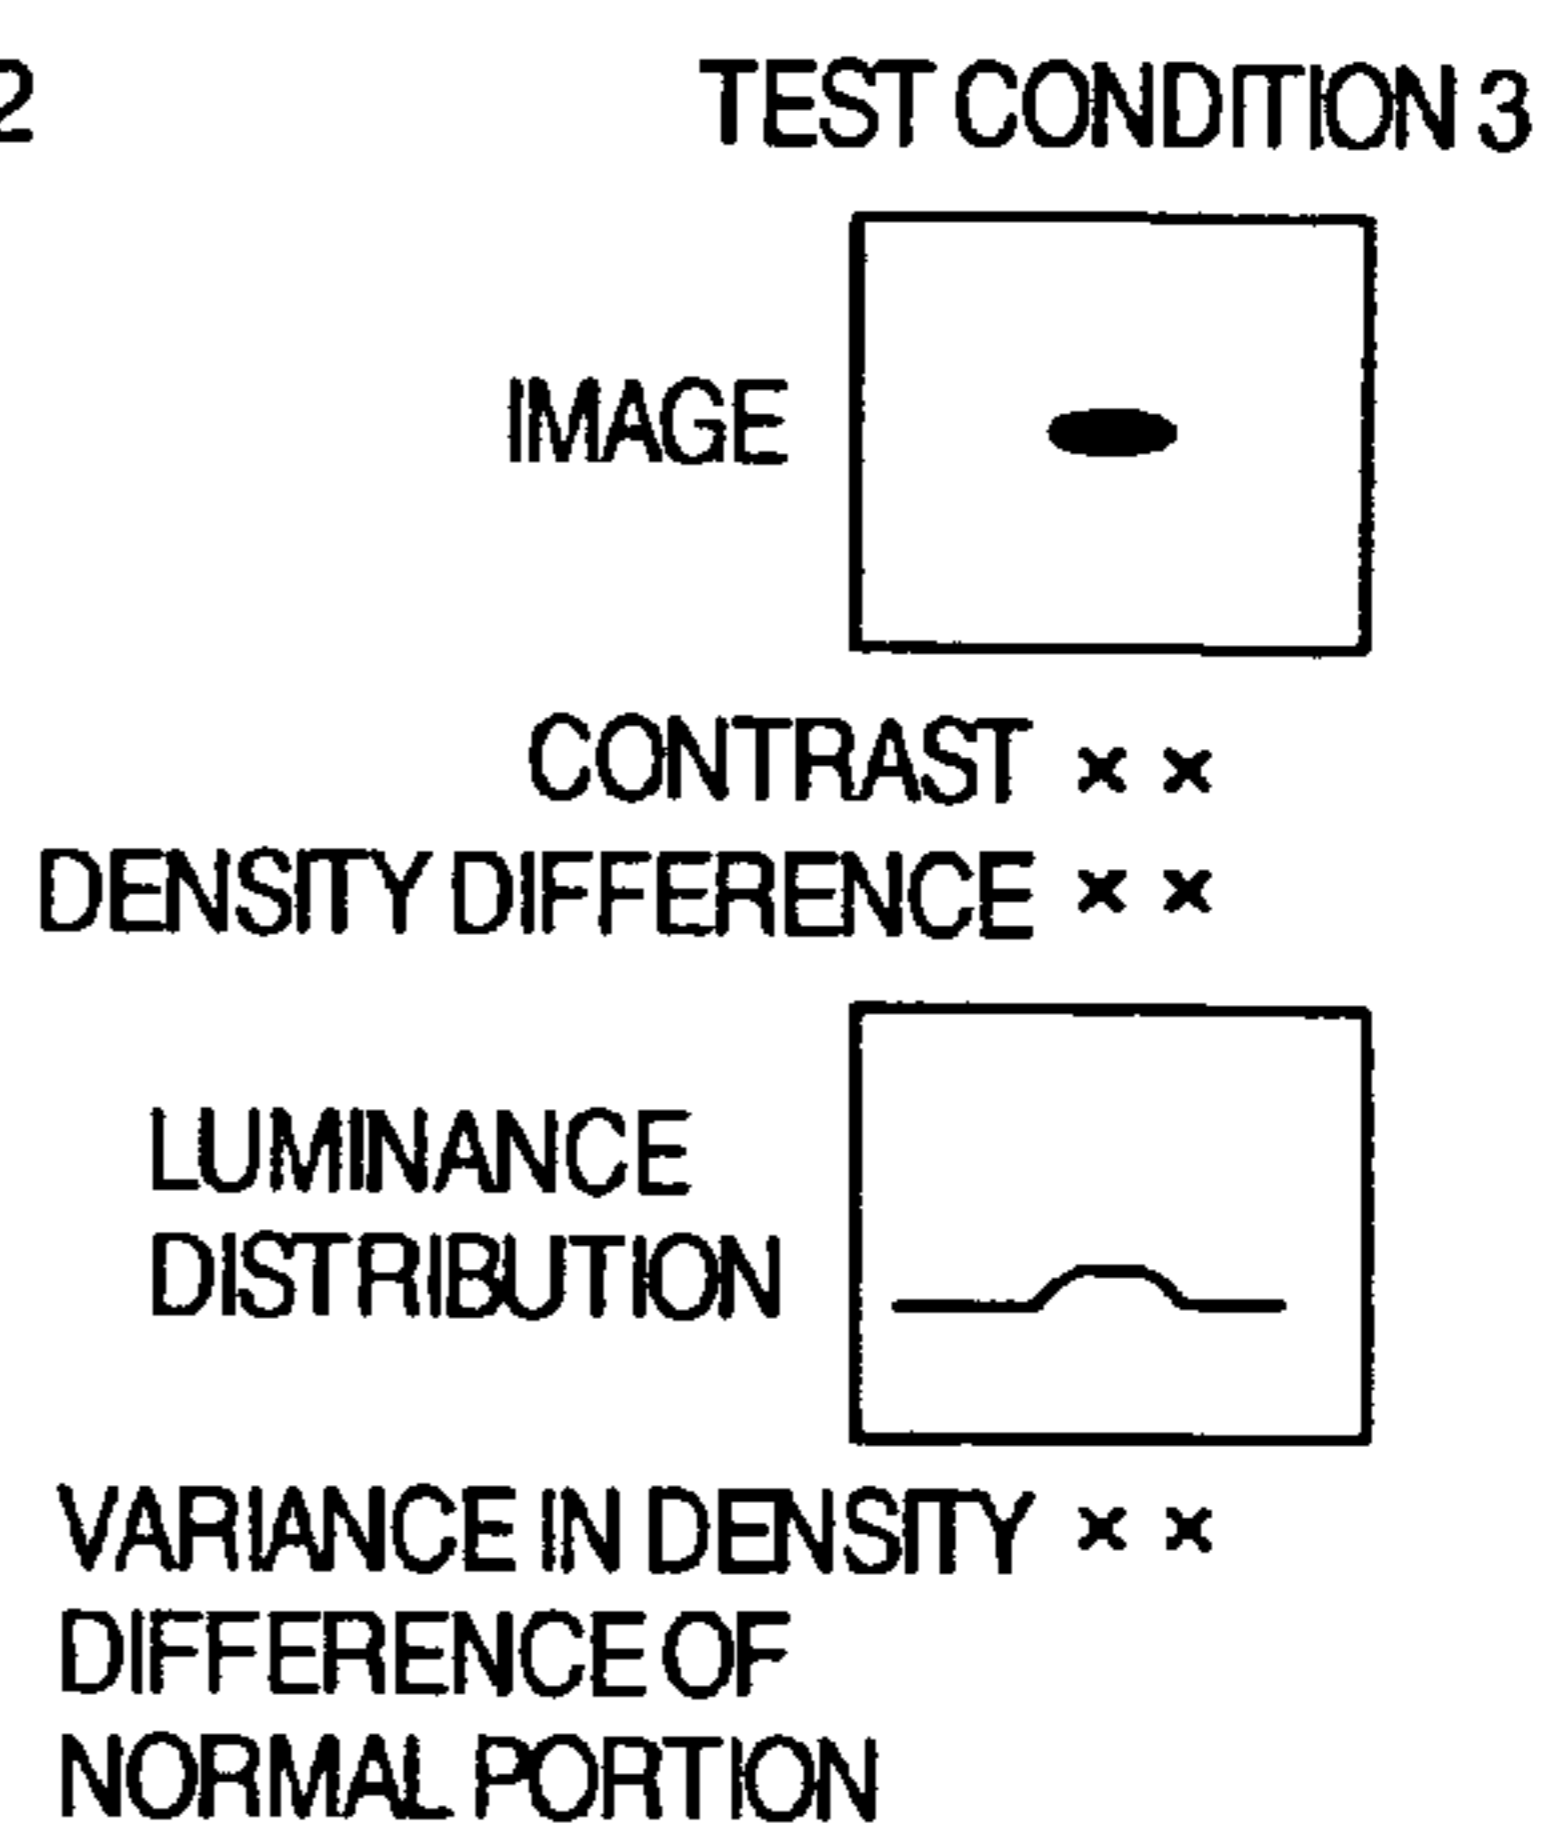 2 TEST CONDITION 3
IMAGE
CONTRAST × ×
DENSITY DIFFERENCE × ×
LUMINANCE
DISTRIBUTION
VARIANCE IN DENSITY × ×
DIFFERENCE OF
NORMAL PORTION